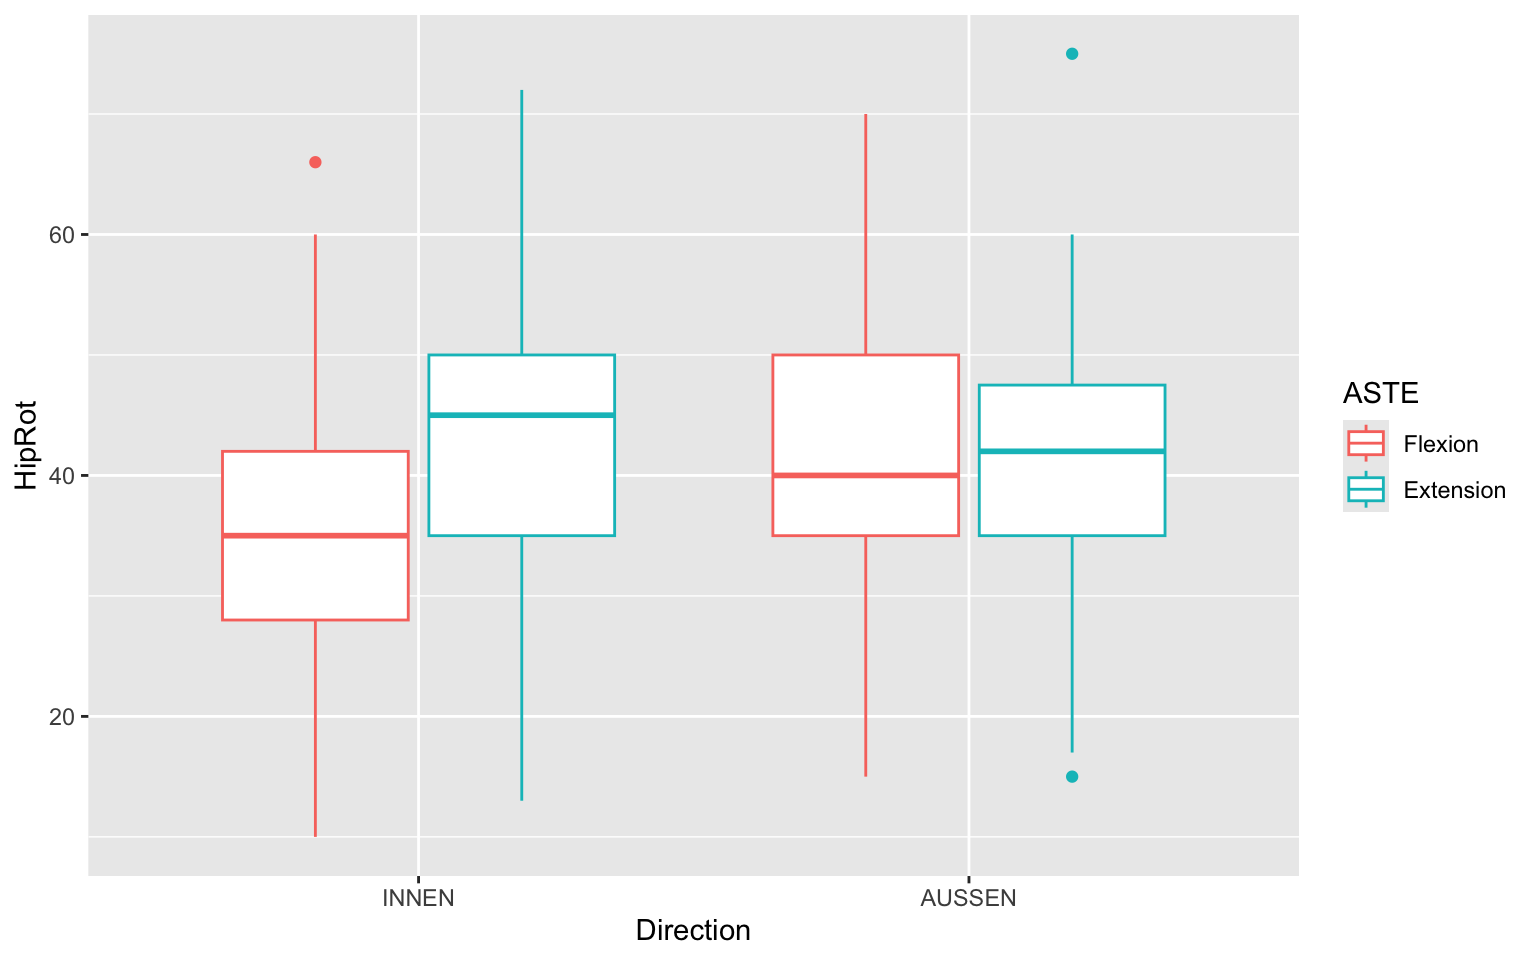 60
40
20
HipRot
INNEN AUSSEN
Direction
ASTE
Flexion
Extension